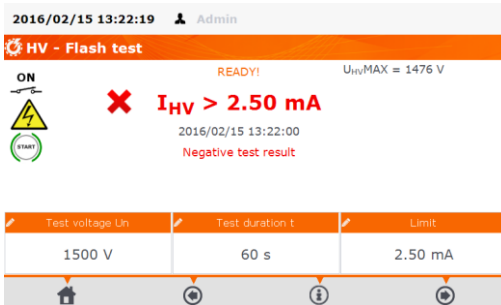 2016/02/15 13:22:19 Admin
HV - Flash test
ON
READY!
UHVMAX = 1476 V
IHV > 2.50 mA
2016/02/15 13:22:00
START
Negative test result
Test voltage Un Test duration t Limit
1500 V 60 s 2.50 mA